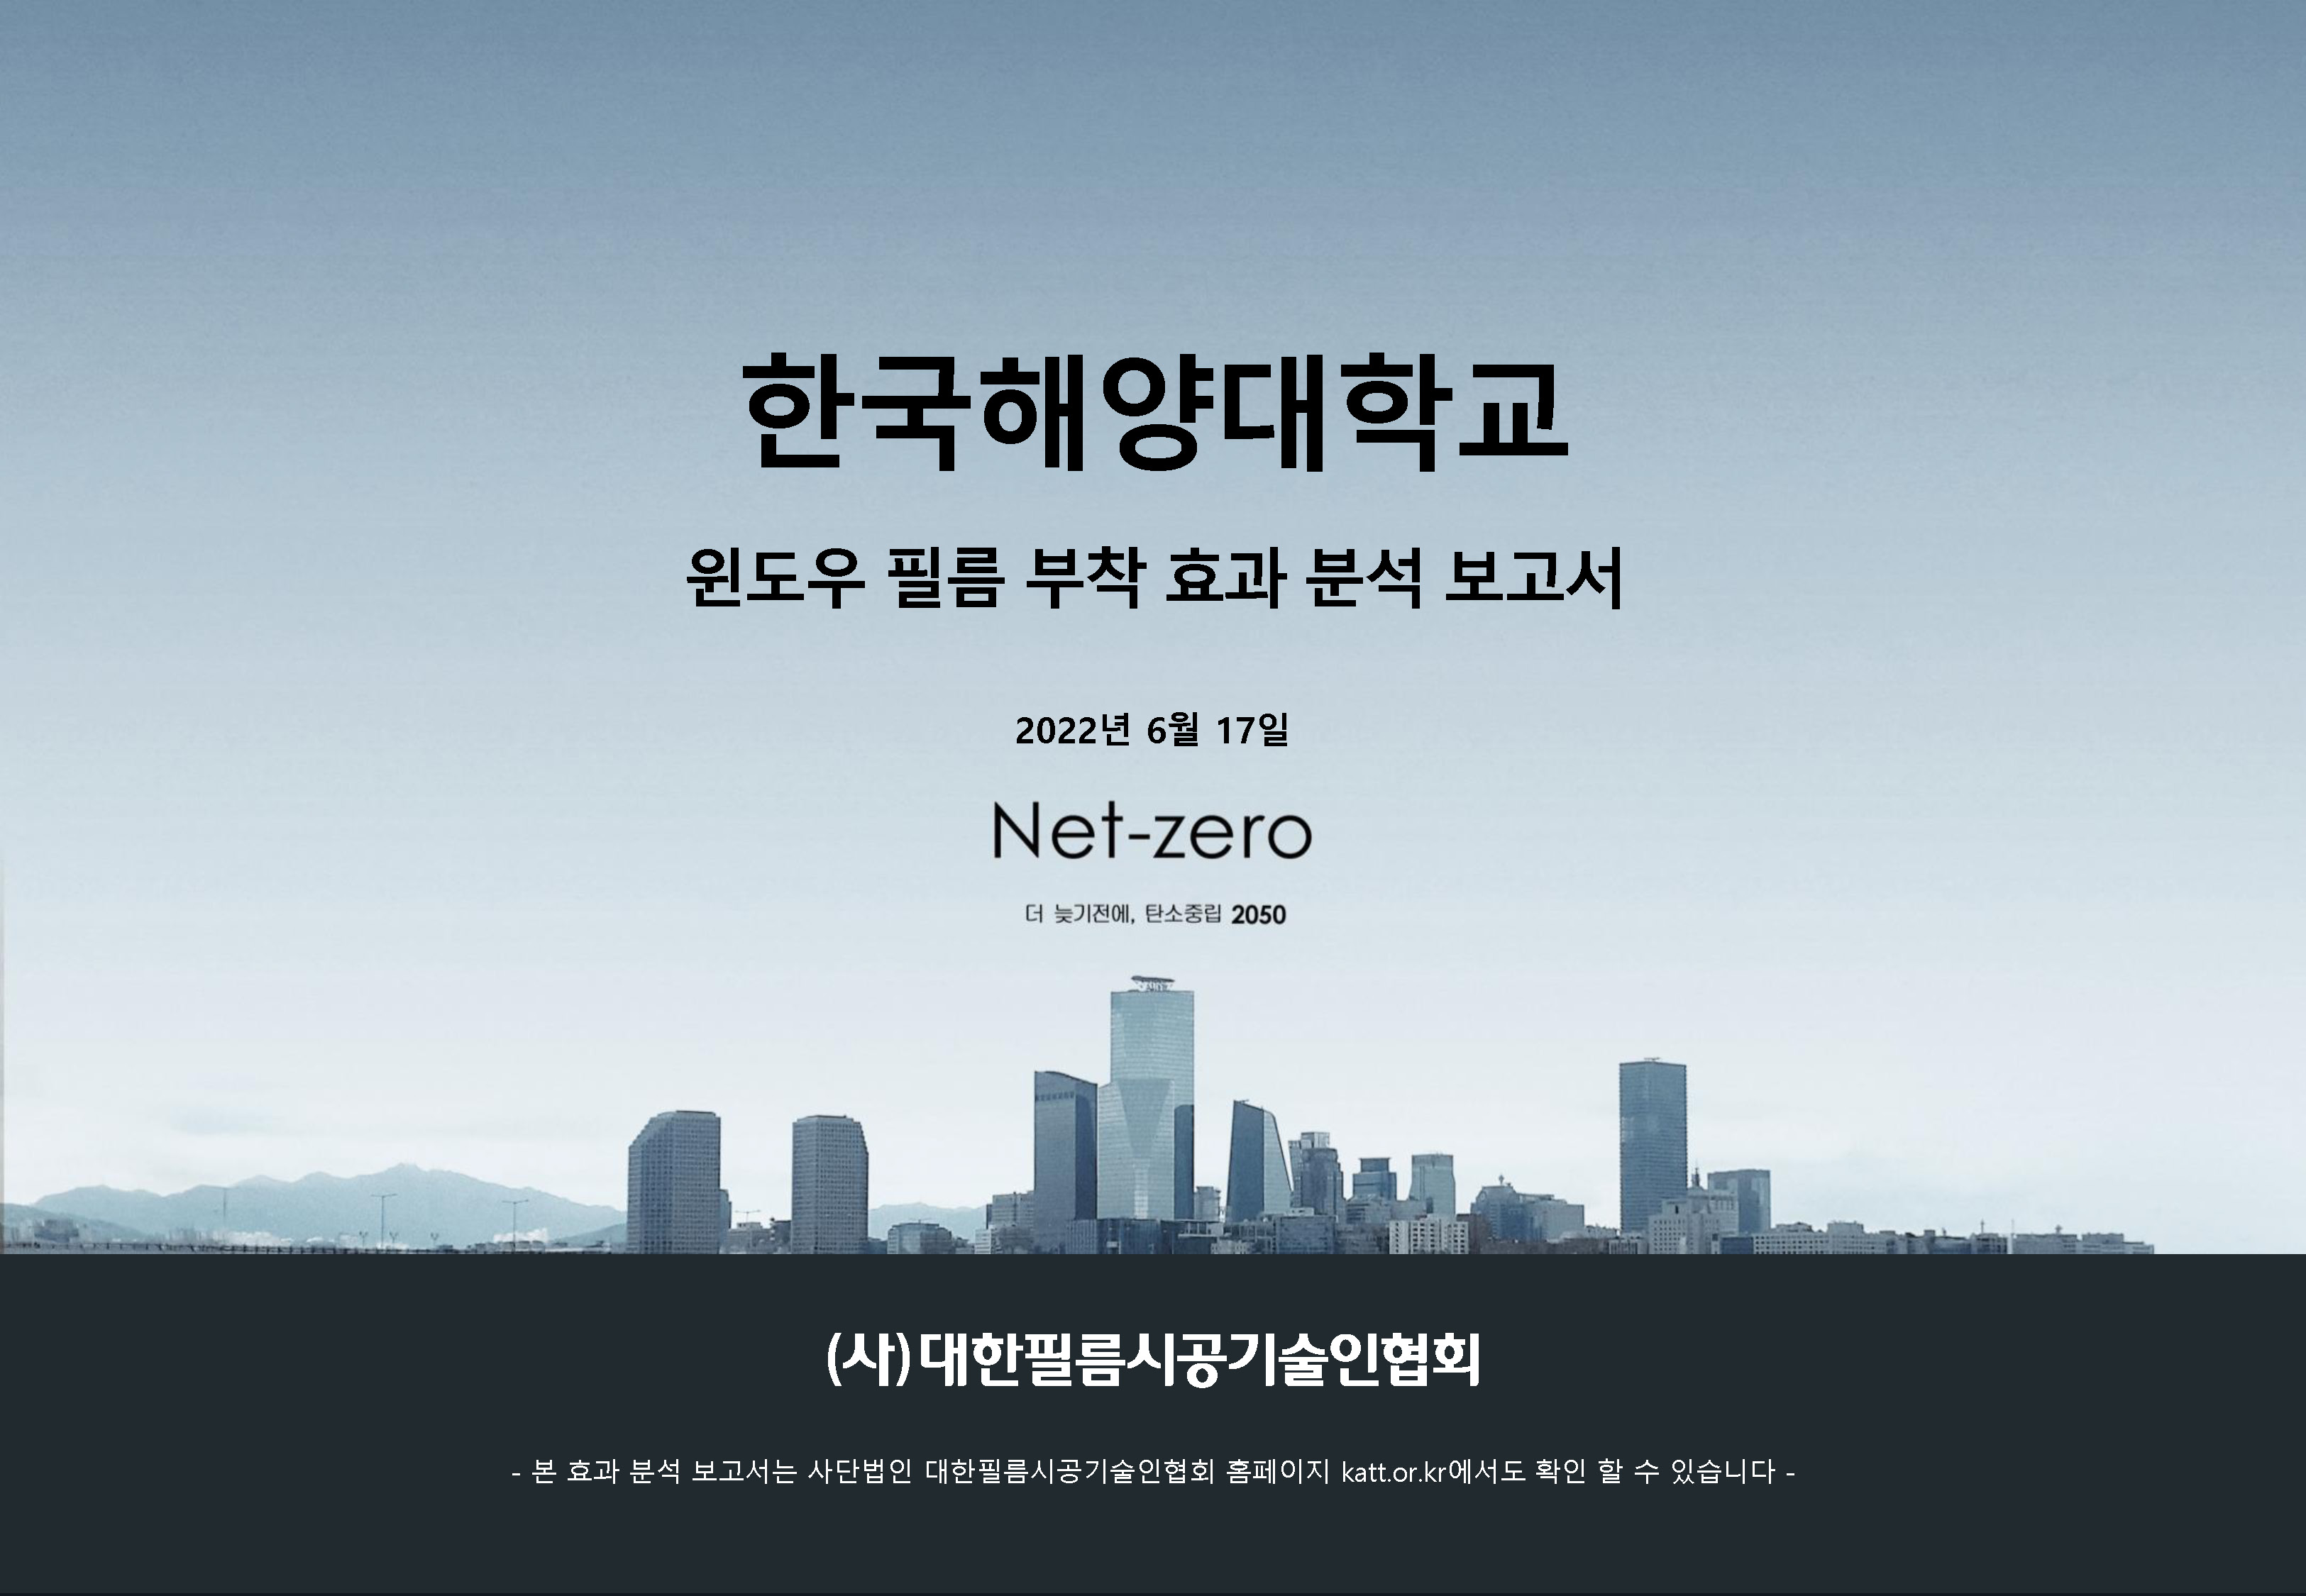 한국해양대학교
윈도우 필름 부착 효과 분석 보고서
2022년 6월 17일
Net-zero
더 늦기전에, 탄소중립 2050
(사)대한필름시공기술인협회
- 본 효과 분석 보고서는 사단법인 대한필름시공기술인협회 홈페이지 katt.or.kr에서도 확인 할 수 있습니다 -